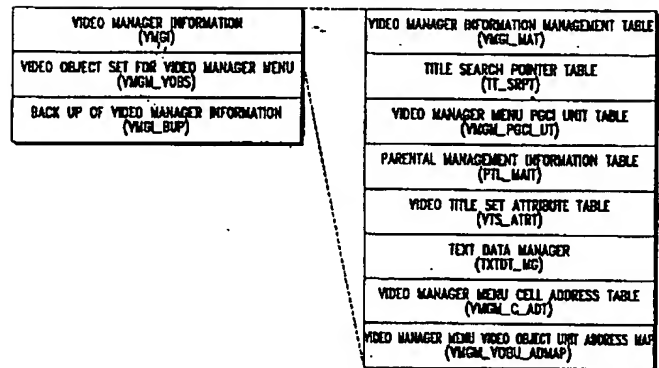 VIDEO MANAGER INFORMATION
(VMGI)
VIDEO OBJECT SET FOR VIDEO MANAGER MENU
(VMGM_VOBS)
BACK UP OF VIDEO MANAGER INFORMATION
(VMGI_BUP)
VIDEO MANAGER INFORMATION MANAGEMENT TABLE
(VMGI_MAT)
TITLE SEARCH POINTER TABLE
(TT_SRPT)
VIDEO MANAGER MENU PGCI UNIT TABLE
(VMGM_PGCI_UT)
PARENTAL MANAGEMENT INFORMATION TABLE
(PTL_MAIT)
VIDEO TITLE SET ATTRIBUTE TABLE
(VTS_ATRT)
TEXT DATA MANAGER
(TXTDT_MG)
VIDEO MANAGER MENU CELL ADDRESS TABLE
(VMGM_C_ADT)
VIDEO MANAGER MENU VIDEO OBJECT UNIT ADDRESS MAP
(VMGM_VOBU_ADMAP)